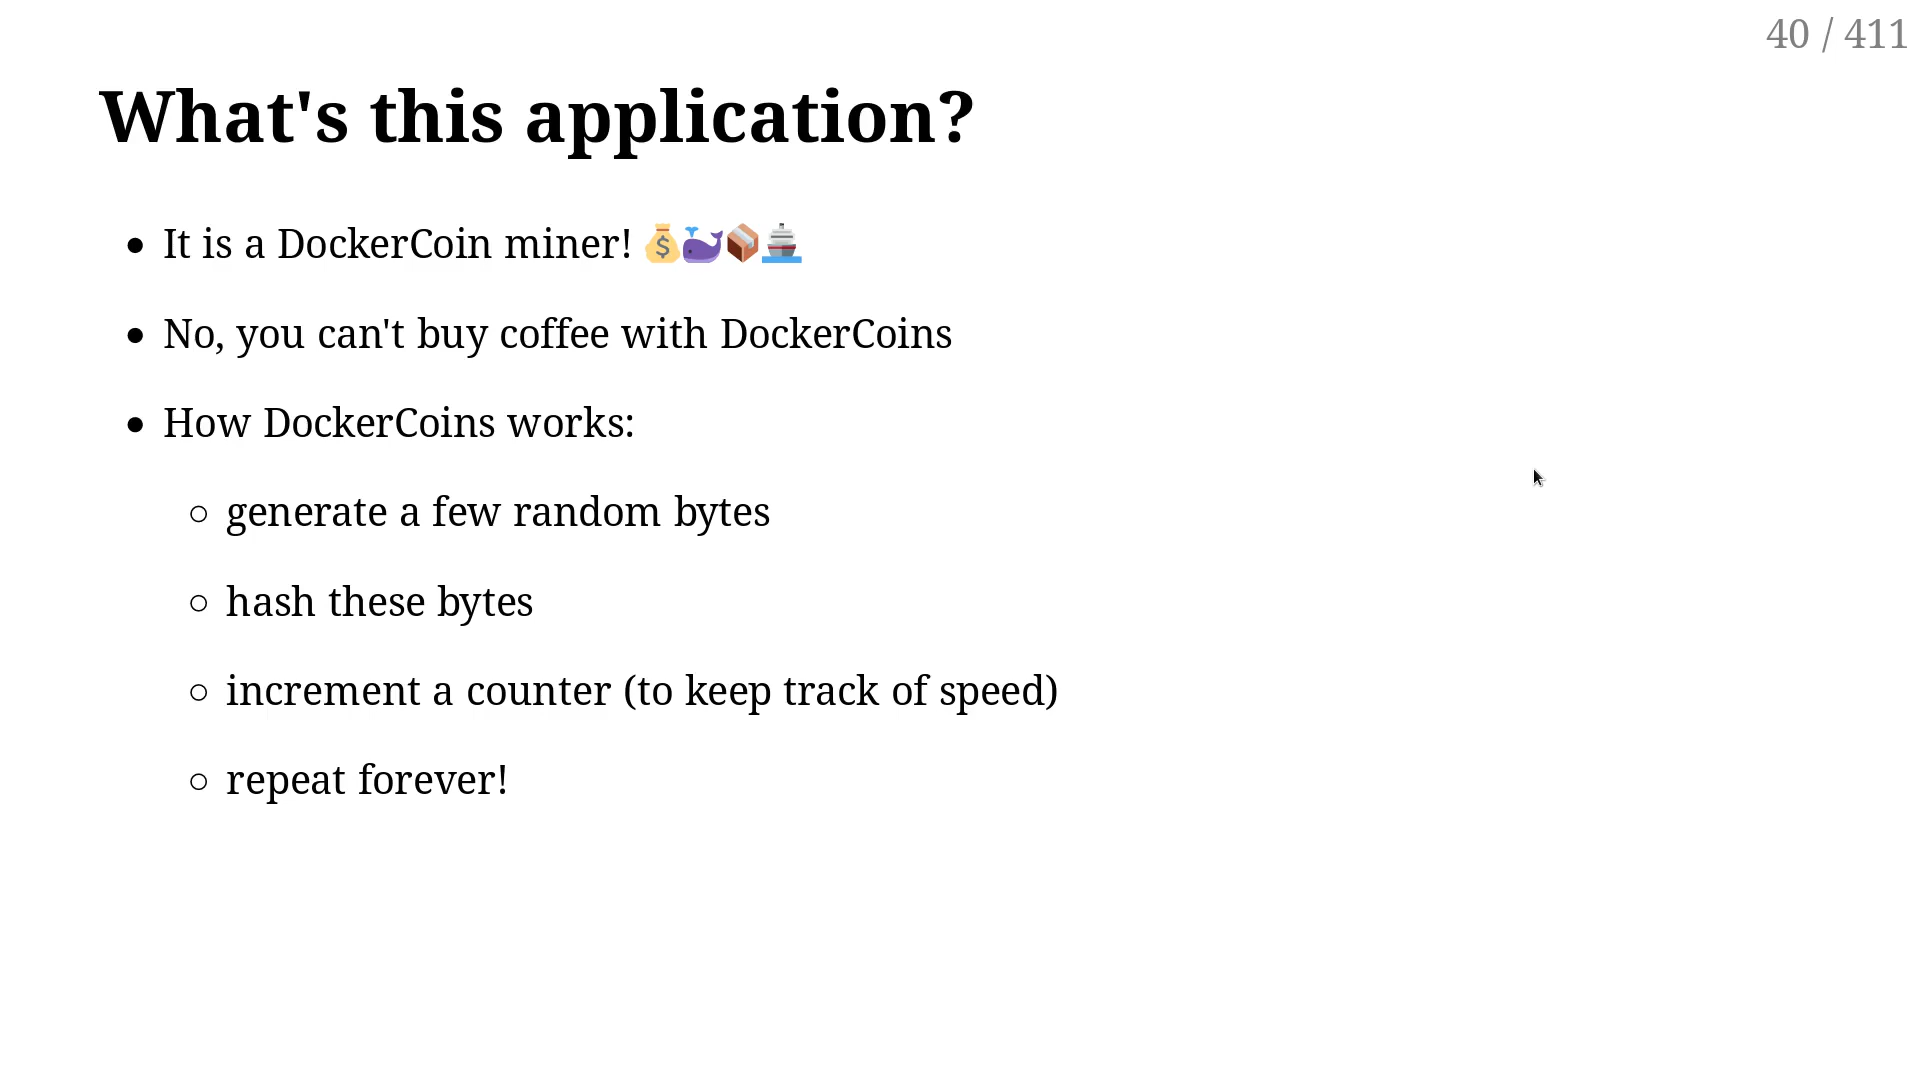 40 / 411
What's this application?
• It is a DockerCoin miner! 💰🐳📦🚢
• No, you can't buy coffee with DockerCoins
• How DockerCoins works:
○ generate a few random bytes
○ hash these bytes
○ increment a counter (to keep track of speed)
○ repeat forever!